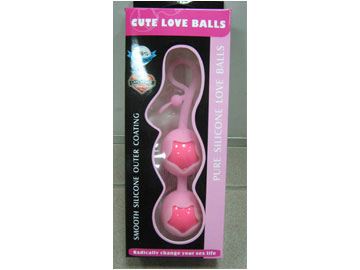 CUTE LOVE BALLS
SMOOTH SILICONE OUTER COATING
PURE SILICONE LOVE BALLS
Radically change your sex life